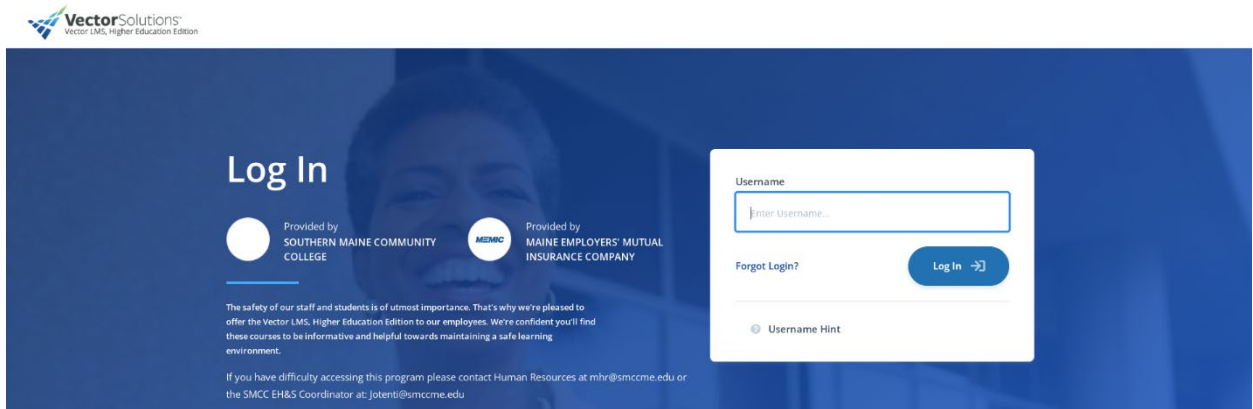 VectorSolutions™
Vector LMS, Higher Education Edition
Log In
Provided by
SOUTHERN MAINE COMMUNITY
COLLEGE
MEMIC
Provided by
MAINE EMPLOYERS' MUTUAL
INSURANCE COMPANY
The safety of our staff and students is of utmost importance. That's why we're pleased to
offer the Vector LMS, Higher Education Edition to our employees. We're confident you'll find
these courses to be informative and helpful towards maintaining a safe learning
environment.
If you have difficulty accessing this program please contact Human Resources at mhr@smccme.edu or
the SMCC EH&S Coordinator at: Jotenti@smccme.edu
Username
Enter Username...
Forgot Login?
Log In
Username Hint